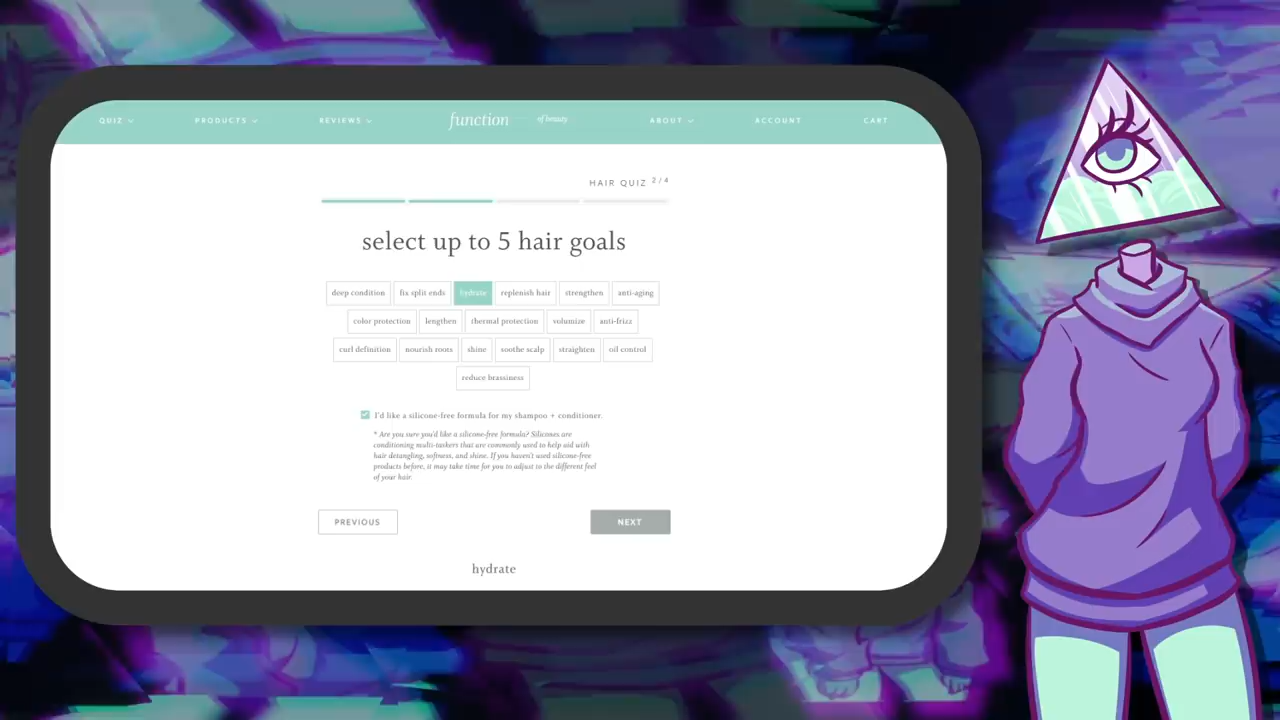 QUIZ PRODUCTS REVIEWS function of beauty ABOUT ACCOUNT CART
HAIR QUIZ 2 / 4
select up to 5 hair goals
deep condition fix split ends hydrate replenish hair strengthen anti-aging
color protection lengthen thermal protection volumize anti-frizz
curl definition nourish roots shine soothe scalp straighten oil control
reduce brassiness
I'd like a silicone-free formula for my shampoo + conditioner.
* Are you sure you'd like a silicone-free formula? Silicones are
conditioning multi-taskers that are commonly used to help aid with
hair detangling, softness, and shine. If you haven't used silicone-free
products before, it may take time for you to adjust to the different feel
of your hair.
PREVIOUS NEXT
hydrate